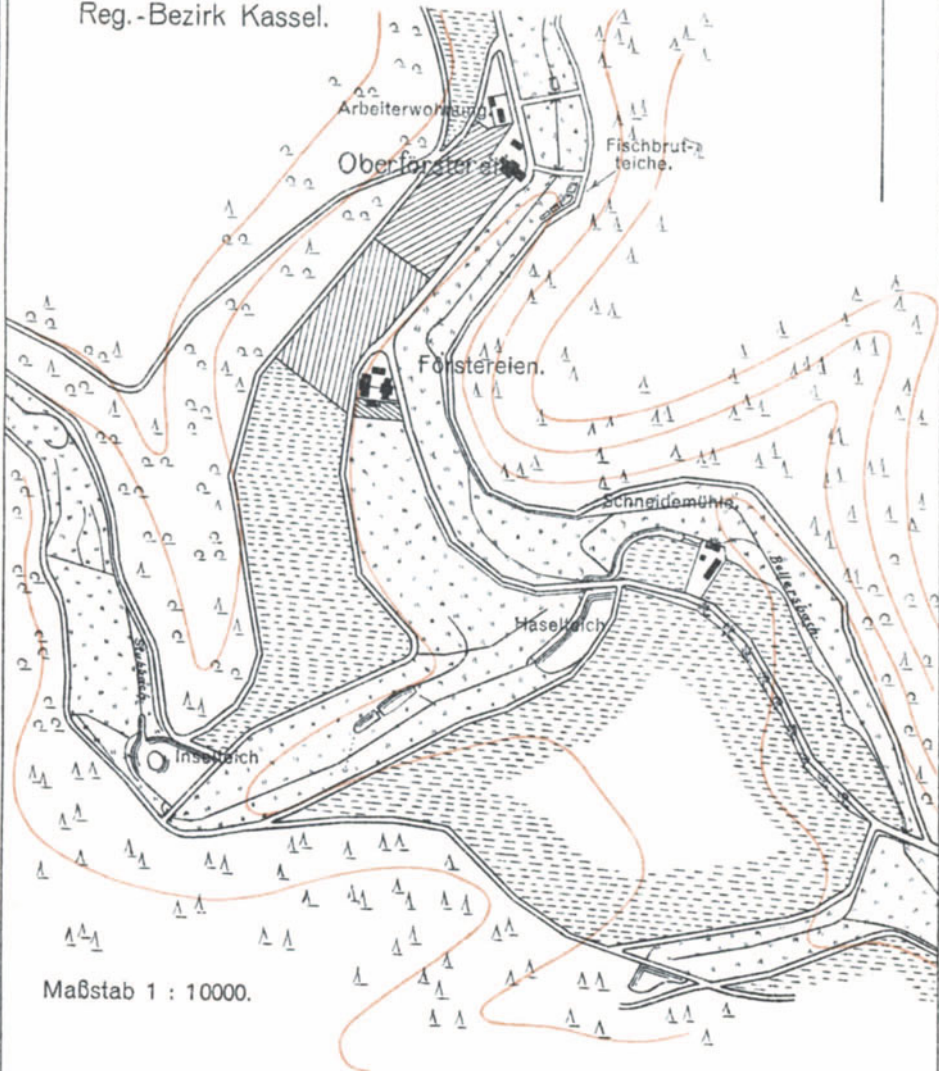 Reg.-Bezirk Kassel.
Arbeiterwohnung.
Oberförsterei
Fischbrut-
teiche.
Förstereien.
Schneidemühle.
Haselteich
Inselteich
Maßstab 1 : 10000.